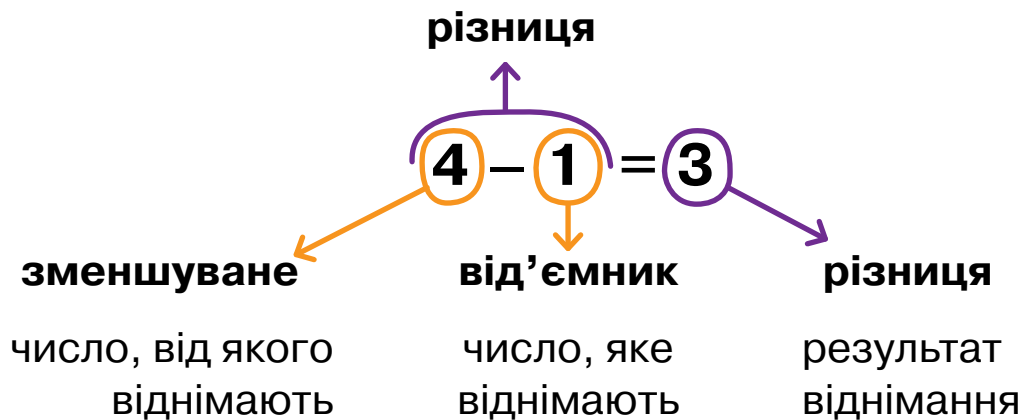 різниця
4 – 1 = 3
зменшуване від’ємник різниця
число, від якого число, яке результат
віднімають віднімають віднімання